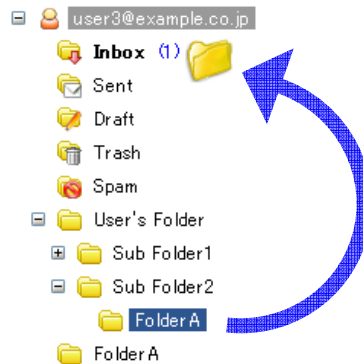 user3@example.co.jp
Inbox (1)
Sent
Draft
Trash
Spam
User's Folder
Sub Folder1
Sub Folder2
FolderA
FolderA